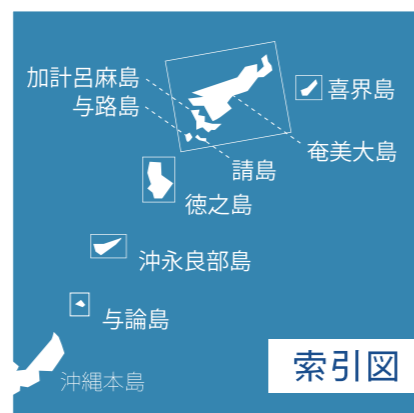 加計呂麻島
与路島
喜界島
奄美大島
請島
徳之島
沖永良部島
与論島
沖縄本島
索引図